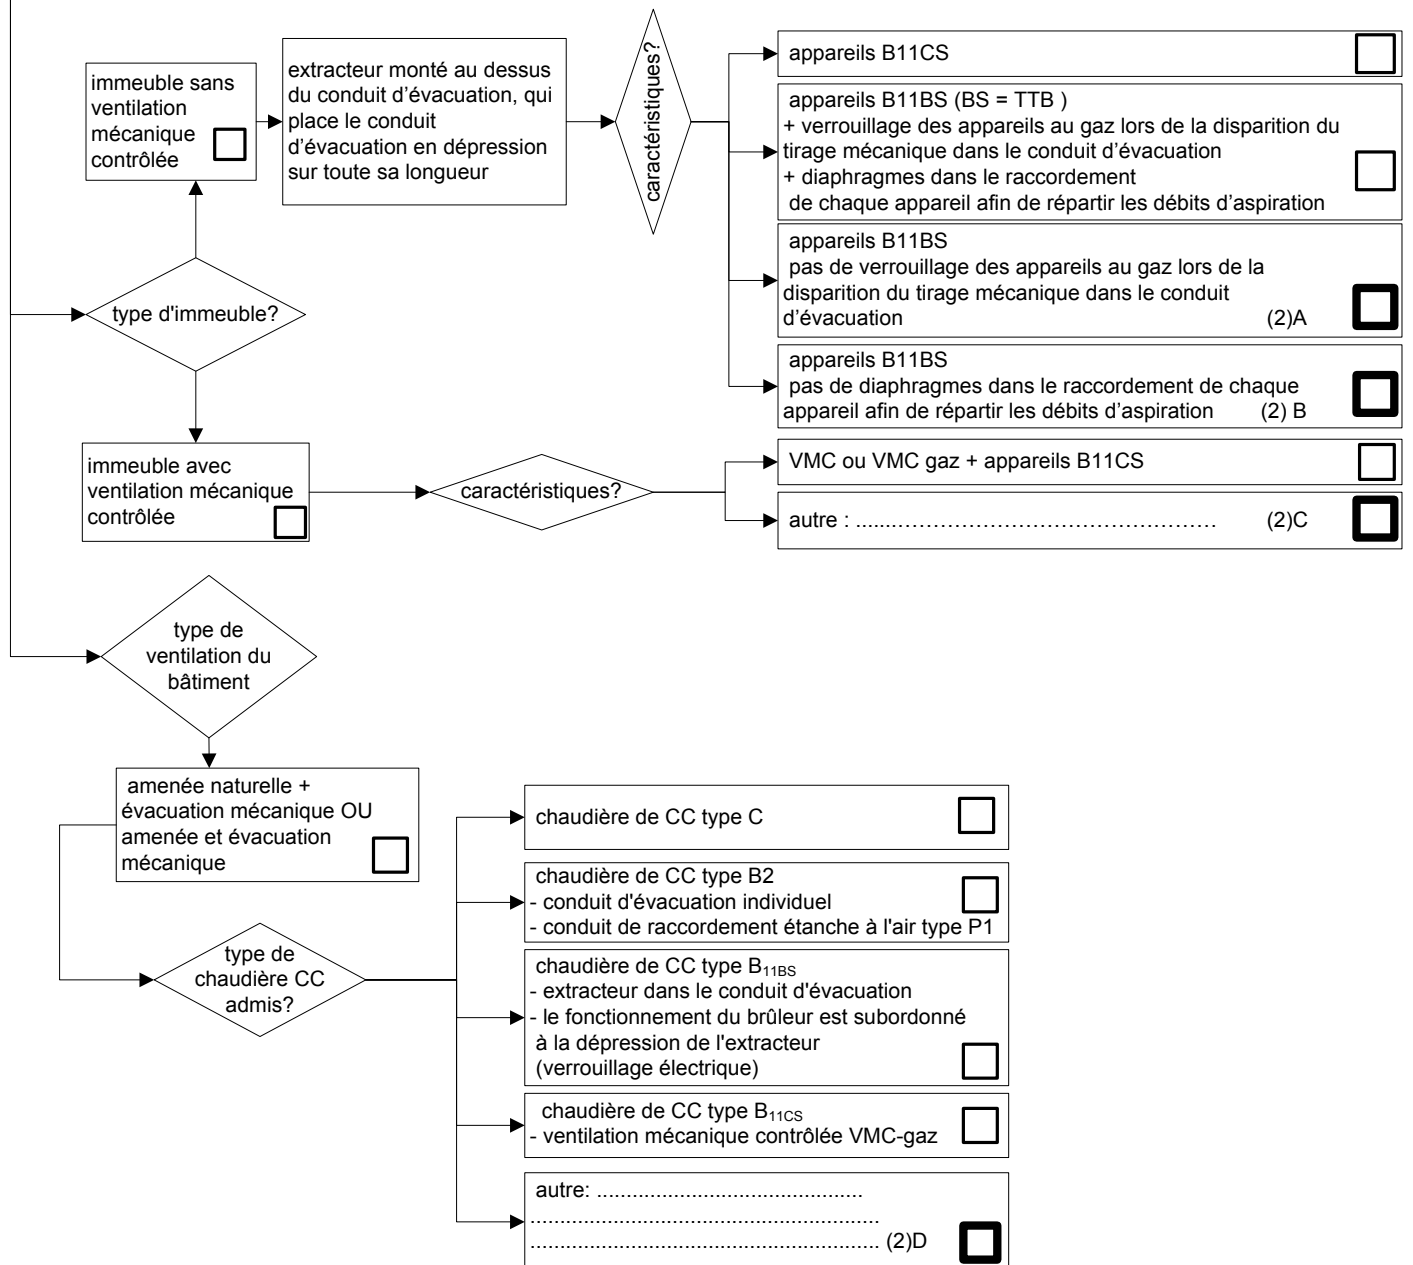 immeuble sans
ventilation
mécanique
contrôlée
extracteur monté au dessus
du conduit d’évacuation, qui
place le conduit
d’évacuation en dépression
sur toute sa longueur
caractéristiques?
appareils B11CS
appareils B11BS (BS = TTB )
+ verrouillage des appareils au gaz lors de la disparition du
tirage mécanique dans le conduit d’évacuation
+ diaphragmes dans le raccordement
de chaque appareil afin de répartir les débits d’aspiration
appareils B11BS
pas de verrouillage des appareils au gaz lors de la
disparition du tirage mécanique dans le conduit
d’évacuation (2)A
appareils B11BS
pas de diaphragmes dans le raccordement de chaque
appareil afin de répartir les débits d’aspiration (2) B
type d'immeuble?
immeuble avec
ventilation mécanique
contrôlée
caractéristiques?
VMC ou VMC gaz + appareils B11CS
autre : ....……………………………………………… (2)C
type de
ventilation du
bâtiment
amenée naturelle +
évacuation mécanique OU
amenée et évacuation
mécanique
type de
chaudière CC
admis?
chaudière de CC type C
chaudière de CC type B2
- conduit d'évacuation individuel
- conduit de raccordement étanche à l'air type P1
chaudière de CC type B11BS
- extracteur dans le conduit d'évacuation
- le fonctionnement du brûleur est subordonné
à la dépression de l'extracteur
(verrouillage électrique)
chaudière de CC type B11CS
- ventilation mécanique contrôlée VMC-gaz
autre: .............................................
...........................................................
........................................................... (2)D